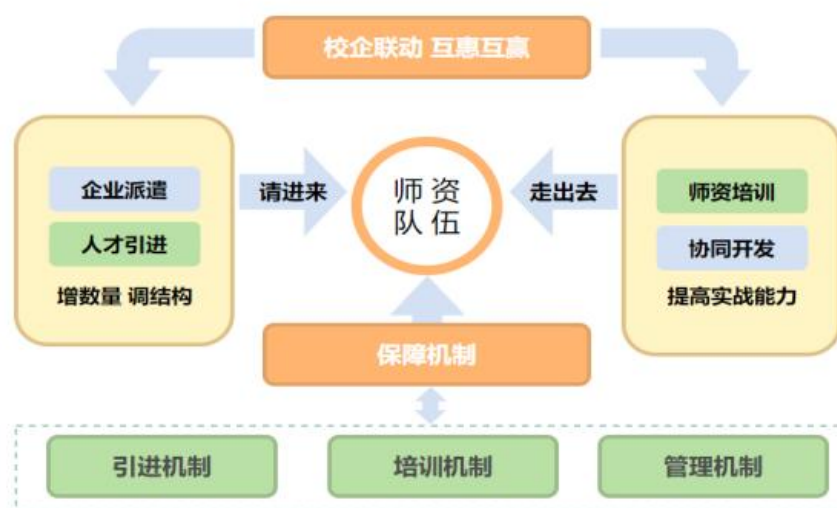 校企联动 互惠互赢
企业派遣
人才引进
增数量 调结构
请进来
师 资
队 伍
走出去
师资培训
协同开发
提高实战能力
保障机制
引进机制
培训机制
管理机制